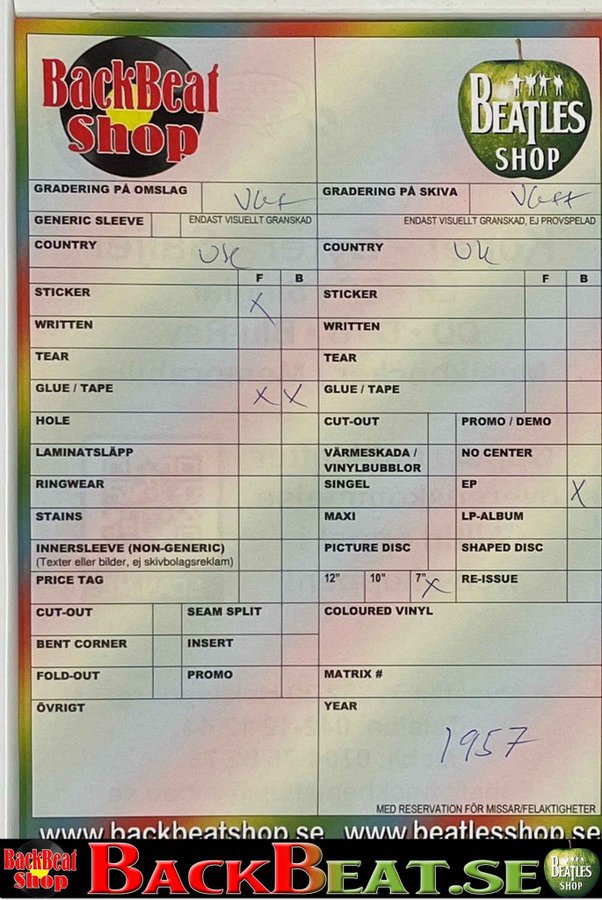 BackBeat
Shop
BEATLES
SHOP
GRADERING PÅ OMSLAG
GRADERING PÅ SKIVA
GENERIC SLEEVE
ENDAST VISUELLT GRANSKAD
ENDAST VISUELLT GRANSKAD, EJ PROVSPELAD
COUNTRY UK
COUNTRY UK
F B
F B
STICKER X
STICKER
WRITTEN
WRITTEN
TEAR
TEAR
GLUE / TAPE X X
GLUE / TAPE
HOLE
CUT-OUT
PROMO / DEMO
LAMINATSLÄPP
VÄRMESKADA /
VINYLBUBBLOR
NO CENTER
RINGWEAR
SINGEL
EP X
STAINS
MAXI
LP-ALBUM
INNERSLEEVE (NON-GENERIC)
(Texter eller bilder, ej skivbolagsreklam)
PICTURE DISC
SHAPED DISC
PRICE TAG
12" 10" 7" X
RE-ISSUE
CUT-OUT
SEAM SPLIT
COLOURED VINYL
BENT CORNER
INSERT
FOLD-OUT
PROMO
MATRIX #
ÖVRIGT
YEAR
1957
MED RESERVATION FÖR MISSAR/FELAKTIGHETER
www.backbeatshop.se www.beatlesshop.se
BackBeat
Shop
BACKBEAT.SE
BEATLES
SHOP